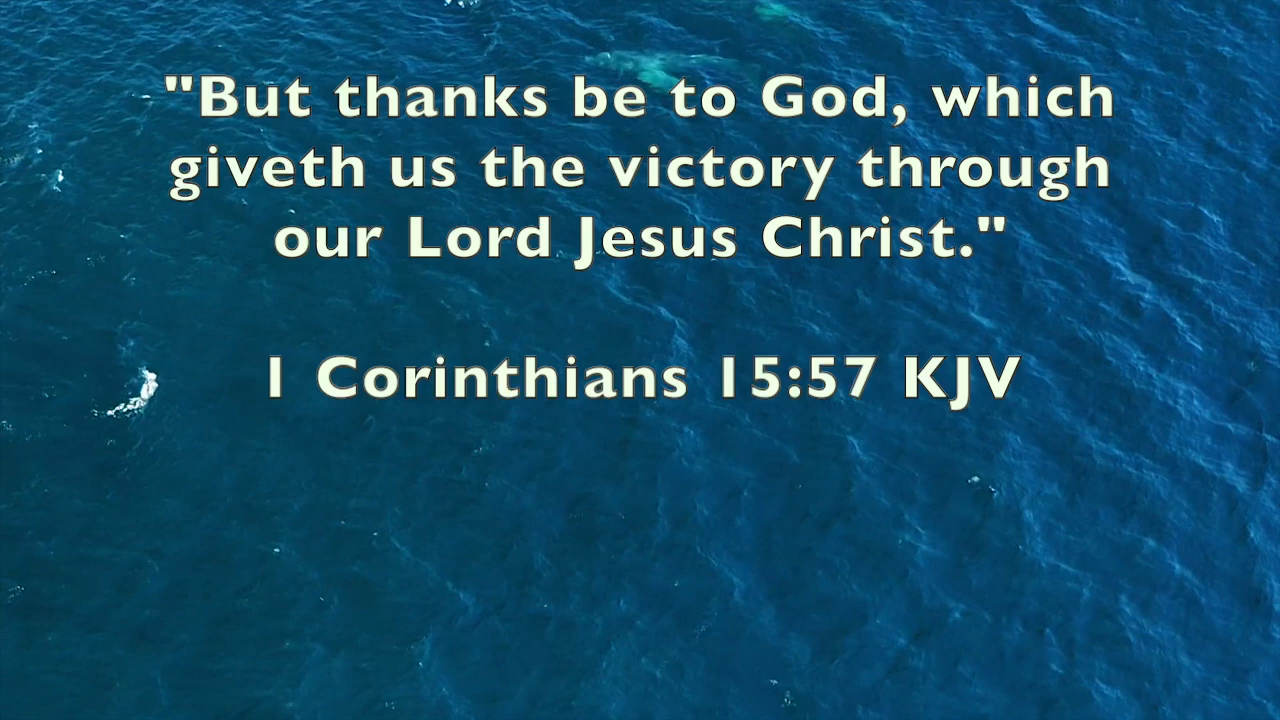 "But thanks be to God, which
giveth us the victory through
our Lord Jesus Christ."
1 Corinthians 15:57 KJV